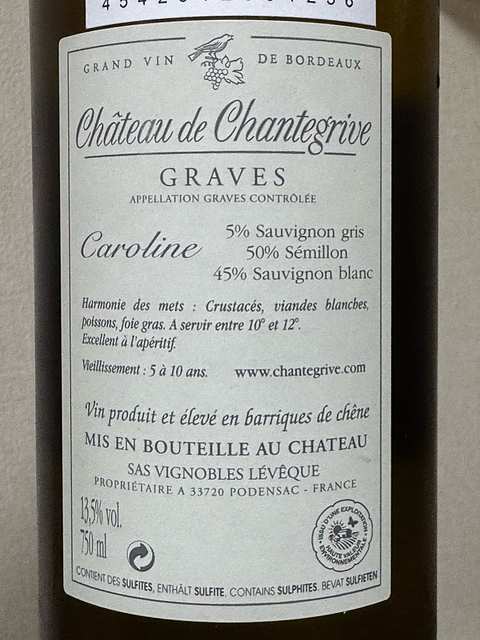 GRAND VIN DE BORDEAUX
Château de Chantegrive
GRAVES
APPELLATION GRAVES CONTRÔLÉE
Caroline
5% Sauvignon gris
50% Sémillon
45% Sauvignon blanc
Harmonie des mets : Crustacés, viandes blanches,
poissons, foie gras. A servir entre 10° et 12°.
Excellent à l'apéritif.
Vieillissement : 5 à 10 ans. www.chantegrive.com
Vin produit et élevé en barriques de chêne
MIS EN BOUTEILLE AU CHATEAU
SAS VIGNOBLES LÉVÊQUE
PROPRIÉTAIRE A 33720 PODENSAC - FRANCE
13,5% vol.
750 ml
ISSU D'UNE EXPLOITATION
HAUTE VALEUR
ENVIRONNEMENTALE
CONTIENT DES SULFITES, ENTHÄLT SULFITE, CONTAINS SULPHITES. BEVAT SULFIETEN